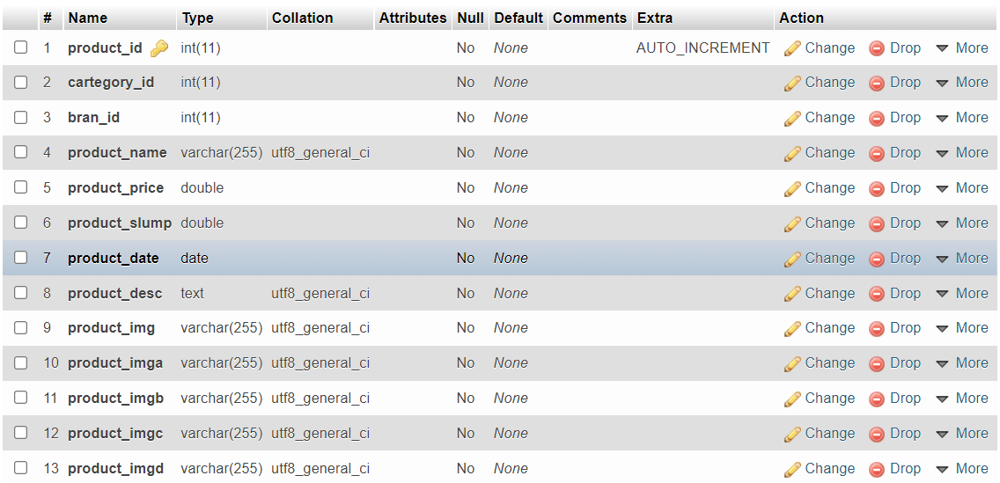 # Name Type Collation Attributes Null Default Comments Extra Action
1 product_id int(11) No None AUTO_INCREMENT Change Drop More
2 cartegory_id int(11) No None Change Drop More
3 bran_id int(11) No None Change Drop More
4 product_name varchar(255) utf8_general_ci No None Change Drop More
5 product_price double No None Change Drop More
6 product_slump double No None Change Drop More
7 product_date date No None Change Drop More
8 product_desc text utf8_general_ci No None Change Drop More
9 product_img varchar(255) utf8_general_ci No None Change Drop More
10 product_imga varchar(255) utf8_general_ci No None Change Drop More
11 product_imgb varchar(255) utf8_general_ci No None Change Drop More
12 product_imgc varchar(255) utf8_general_ci No None Change Drop More
13 product_imgd varchar(255) utf8_general_ci No None Change Drop More